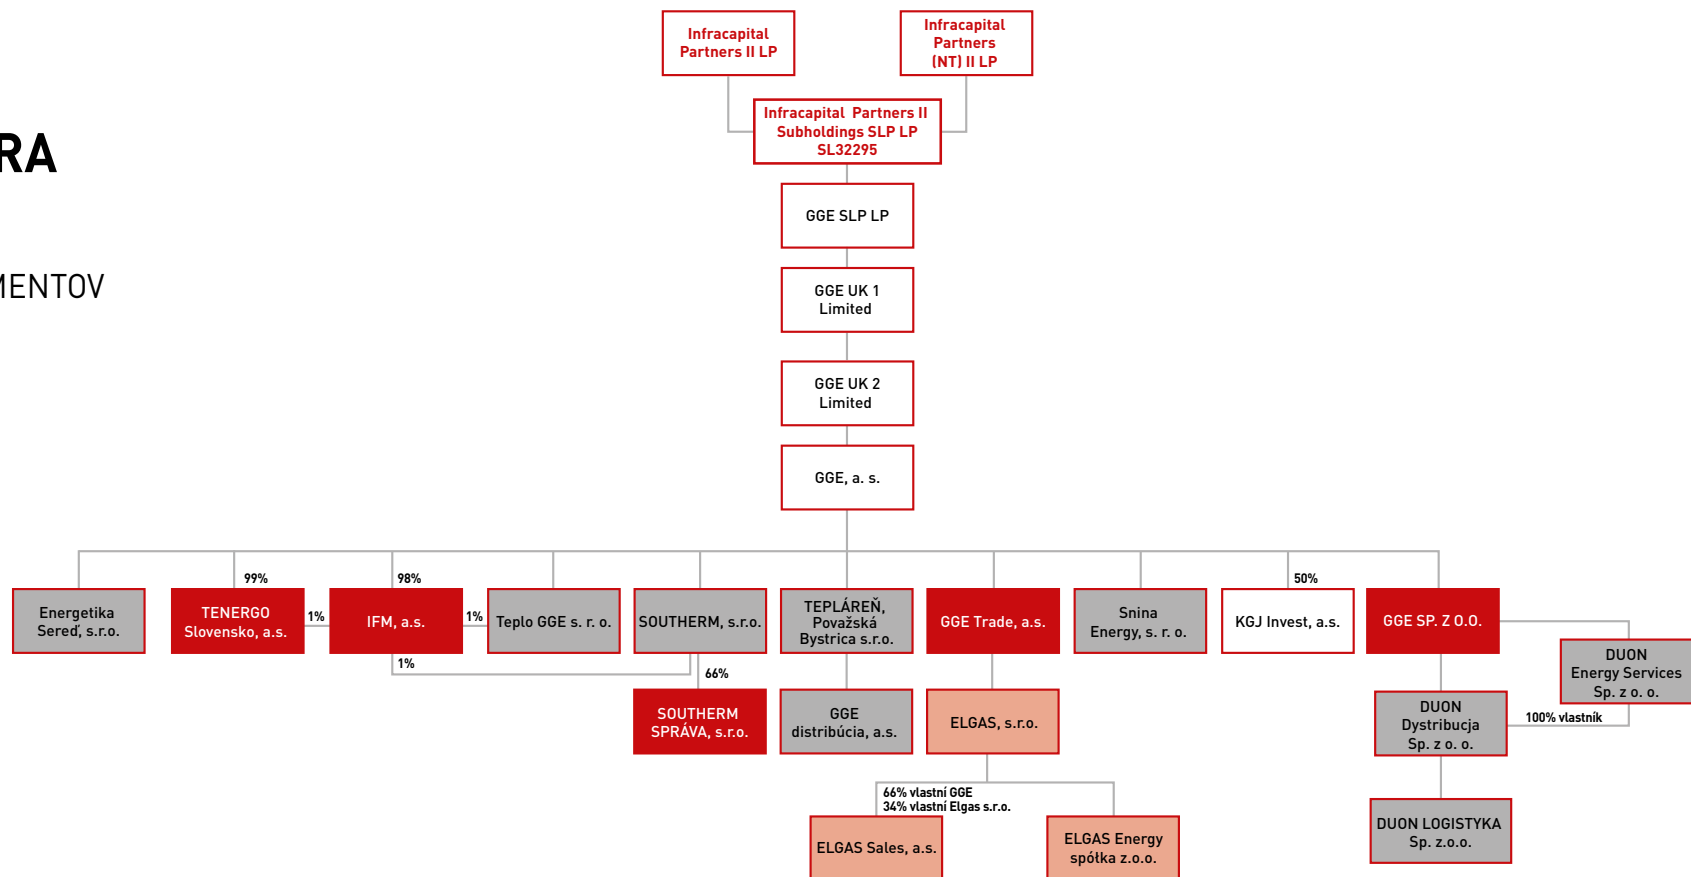 Infracapital
Partners II LP
Infracapital
Partners
(NT) II LP
Infracapital Partners II
Subholdings SLP LP
SL32295
RA
GGE SLP LP
MENTOV
GGE UK 1
Limited
GGE UK 2
Limited
GGE, a. s.
99%
98%
50%
Energetika
Sereď, s.r.o.
TENERGO
Slovensko, a.s.
1%
IFM, a.s.
1%
Teplo GGE s. r. o.
SOUTHERM, s.r.o.
TEPLÁREŇ,
Považská
Bystrica s.r.o.
GGE Trade, a.s.
Snina
Energy, s. r. o.
KGJ Invest, a.s.
GGE SP. Z O.O.
1%
66%
DUON
Energy Services
Sp. z o. o.
SOUTHERM
SPRÁVA, s.r.o.
GGE
distribúcia, a.s.
ELGAS, s.r.o.
DUON
Dystribucja
Sp. z o. o.
100% vlastník
66% vlastní GGE
34% vlastní Elgas s.r.o.
ELGAS Sales, a.s.
ELGAS Energy
spółka z.o.o.
DUON LOGISTYKA
Sp. z.o.o.